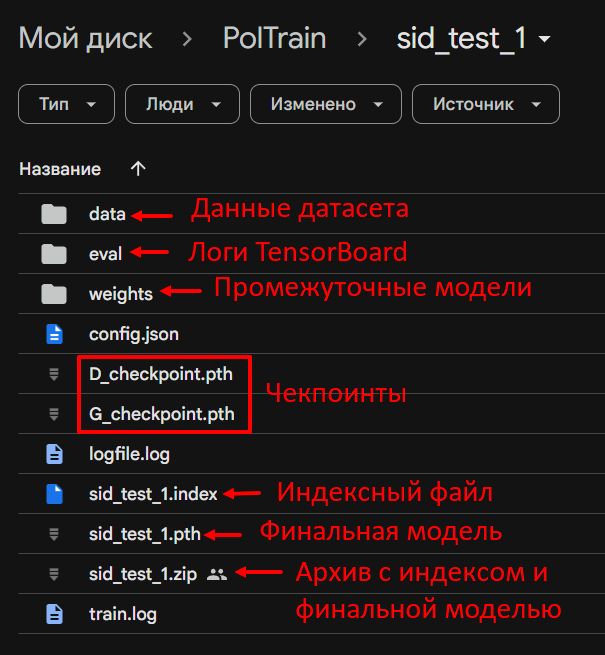 Мой диск > PolTrain > sid_test_1
Тип Люди Изменено Источник
Название ↑
data Данные датасета
eval Логи TensorBoard
weights Промежуточные модели
config.json
D_checkpoint.pth
Чекпоинты
G_checkpoint.pth
logfile.log
sid_test_1.index Индексный файл
sid_test_1.pth Финальная модель
sid_test_1.zip Архив с индексом и
финальной моделью
train.log